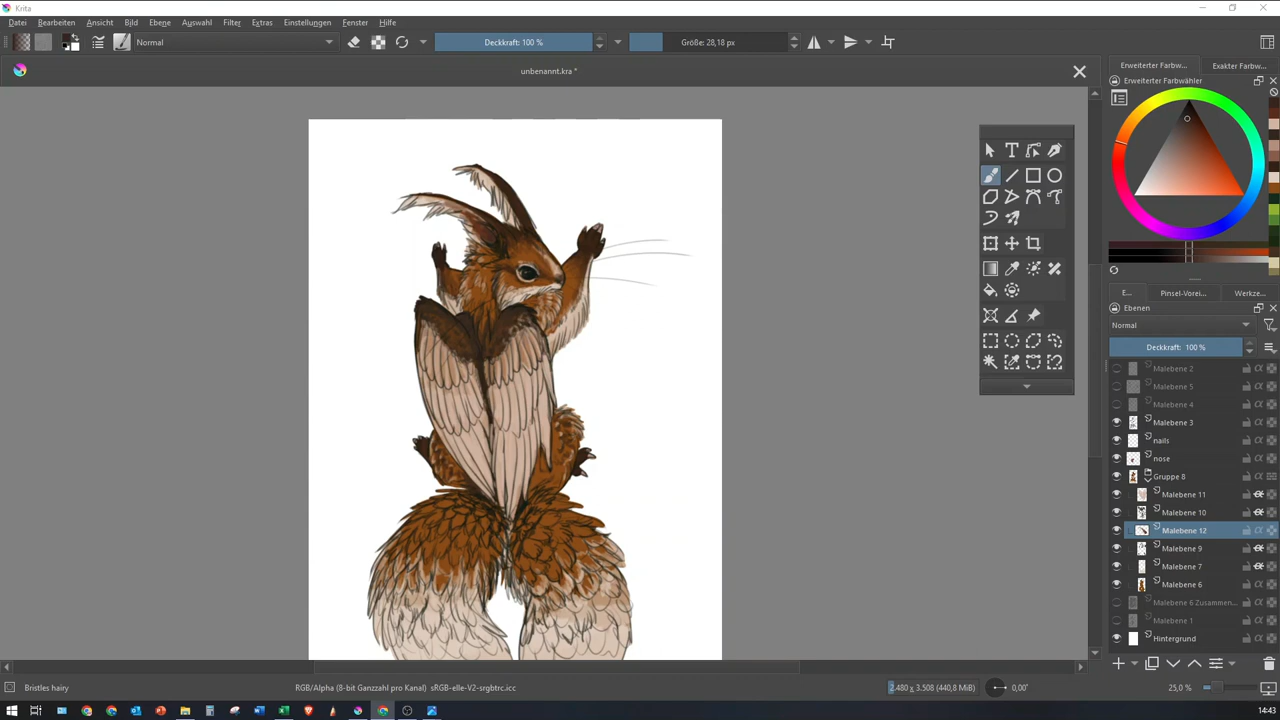 Krita
Datei Bearbeiten Ansicht Bild Ebene Auswahl Filter Extras Einstellungen Fenster Hilfe
Normal Deckkraft: 100 % Größe: 28,18 px
unbenannt.kra *
Erweiterter Farbw... Exakter Farbw...
Erweiterter Farbwähler
E... Pinsel-Vorei... Werkze...
Ebenen
Normal
Deckkraft: 100 %
Malebene 2
Malebene 5
Malebene 4
Malebene 3
nails
nose
Gruppe 8
Malebene 11
Malebene 10
Malebene 12
Malebene 9
Malebene 7
Malebene 6
Malebene 6 Zusammen...
Malebene 1
Hintergrund
Bristles hairy RGB/Alpha (8-bit Ganzzahl pro Kanal) sRGB-elle-V2-srgbtrc.icc 2.480 x 3.508 (440,8 MiB) 0,00° 25,0 %
14:43